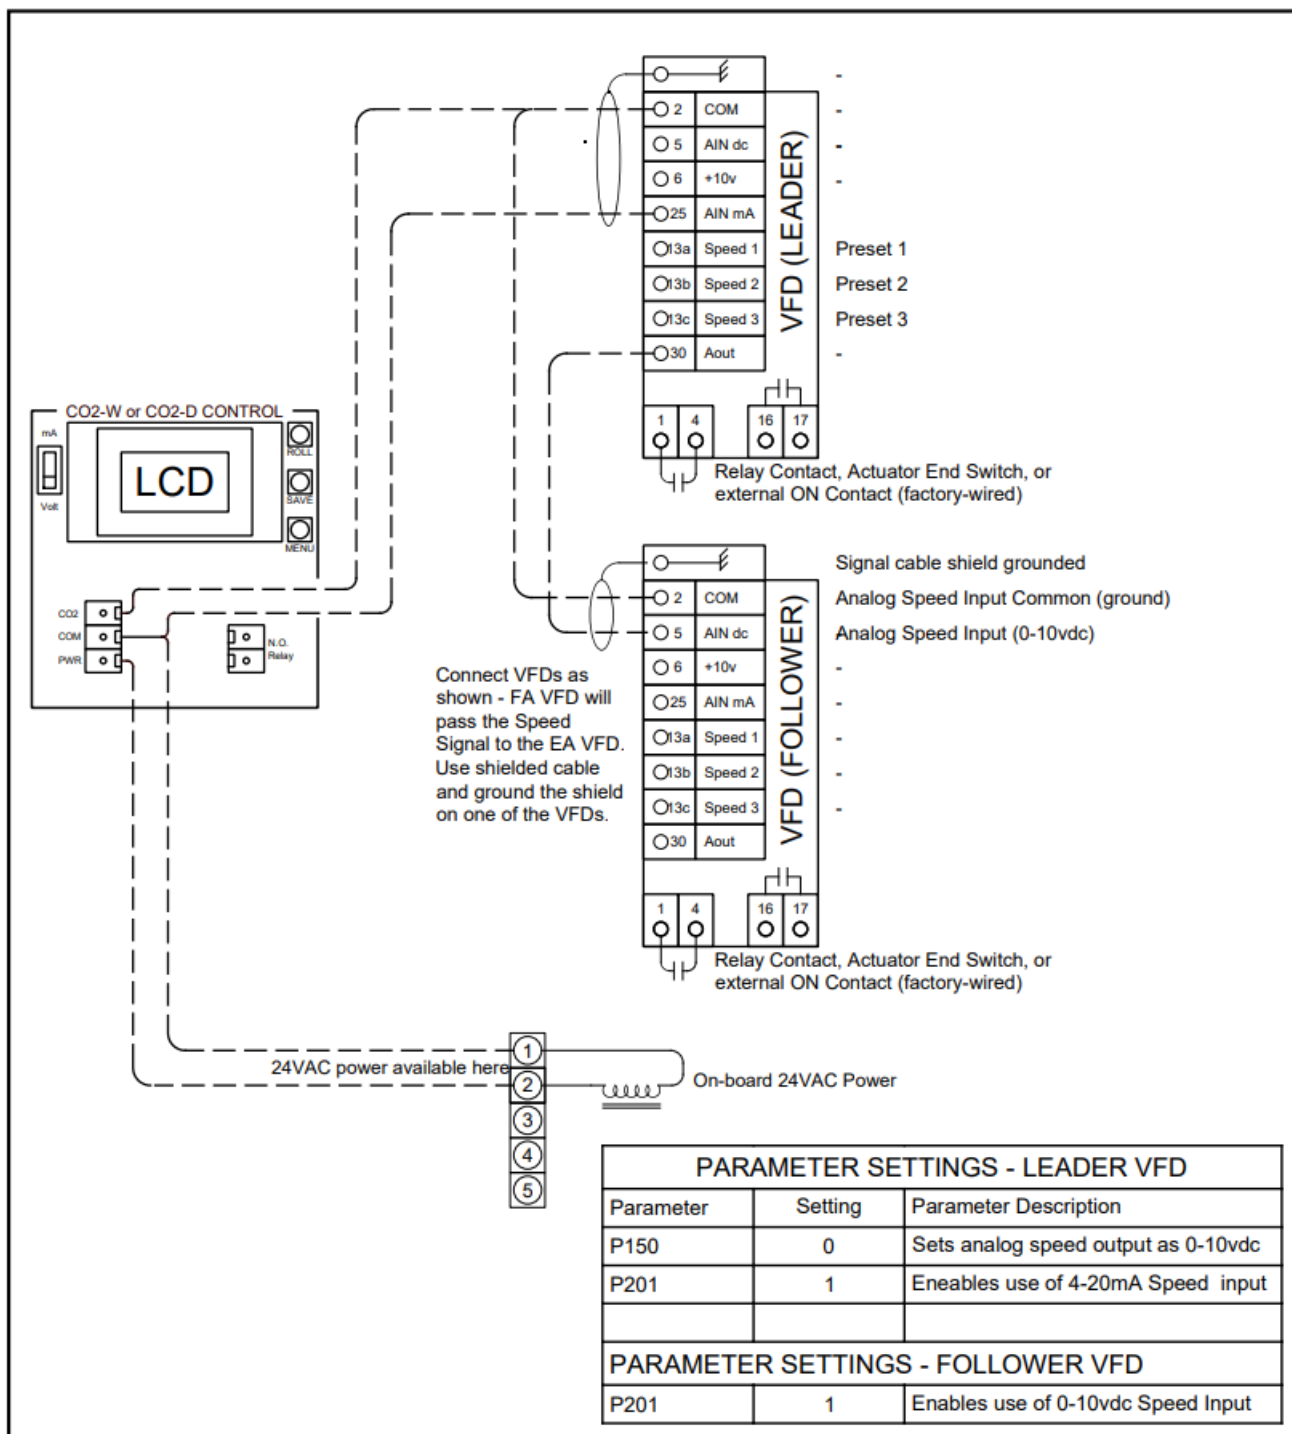 2 COM -
5 AIN dc -
6 +10v -
25 AIN mA
13a Speed 1 Preset 1
13b Speed 2 Preset 2
13c Speed 3 Preset 3
30 Aout -
VFD (LEADER)
1 4 16 17
Relay Contact, Actuator End Switch, or
external ON Contact (factory-wired)
CO2-W or CO2-D CONTROL
mA
Volt
LCD
ROLL
SAVE
MENU
CO2
COM
PWR
N.O.
Relay
Signal cable shield grounded
2 COM Analog Speed Input Common (ground)
5 AIN dc Analog Speed Input (0-10vdc)
6 +10v -
25 AIN mA -
13a Speed 1 -
13b Speed 2 -
13c Speed 3 -
30 Aout
VFD (FOLLOWER)
1 4 16 17
Relay Contact, Actuator End Switch, or
external ON Contact (factory-wired)
Connect VFDs as
shown - FA VFD will
pass the Speed
Signal to the EA VFD.
Use shielded cable
and ground the shield
on one of the VFDs.
24VAC power available here
1
2
3
4
5
On-board 24VAC Power
PARAMETER SETTINGS - LEADER VFD
Parameter Setting Parameter Description
P150 0 Sets analog speed output as 0-10vdc
P201 1 Eneables use of 4-20mA Speed input
PARAMETER SETTINGS - FOLLOWER VFD
P201 1 Enables use of 0-10vdc Speed Input